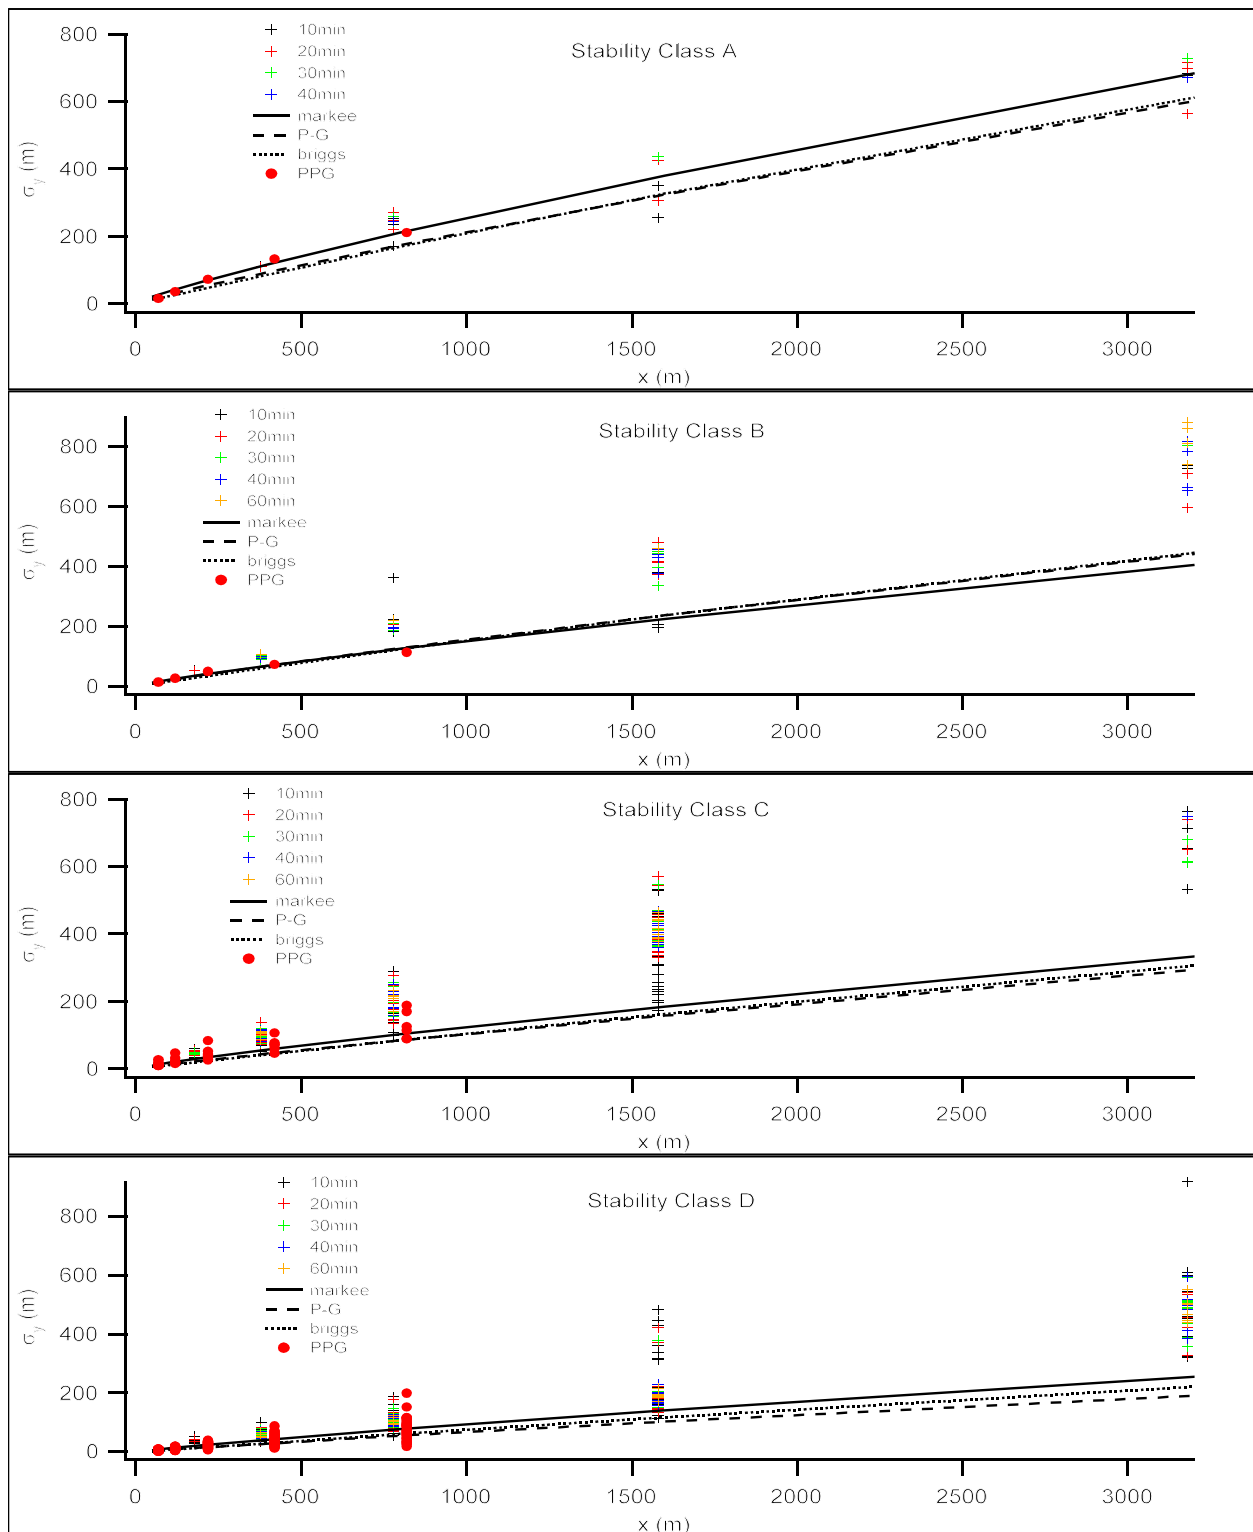 Stability Class A
10min
20min
30min
40min
markee
P-G
briggs
PPG
σy (m)
800
600
400
200
0
0 500 1000 1500 2000 2500 3000
x (m)
Stability Class B
10min
20min
30min
40min
60min
markee
P-G
briggs
PPG
σy (m)
800
600
400
200
0
0 500 1000 1500 2000 2500 3000
x (m)
Stability Class C
10min
20min
30min
40min
60min
markee
P-G
briggs
PPG
σy (m)
800
600
400
200
0
0 500 1000 1500 2000 2500 3000
x (m)
Stability Class D
10min
20min
30min
40min
60min
markee
P-G
briggs
PPG
σy (m)
800
600
400
200
0
0 500 1000 1500 2000 2500 3000
x (m)